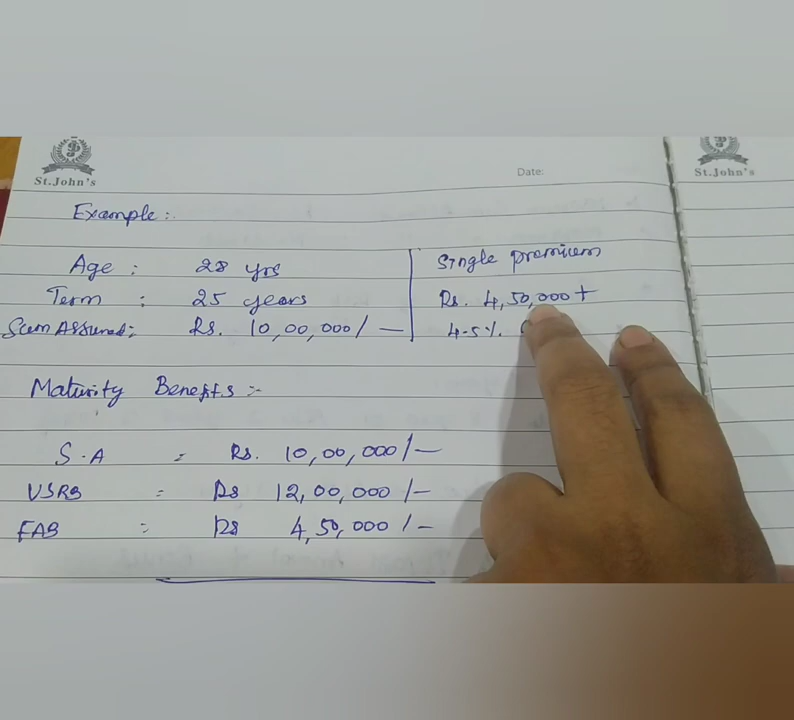 St.John's
Date:
St.John's
Example :.
Age : 28 yrs
Term : 25 years
Sum Assured: Rs. 10,00,000/-
Single premium
Rs. 4,50,000 +
4.5%
Maturity Benefits :-
S.A = Rs. 10,00,000/-
VSRB = Rs 12,00,000/-
FAB = Rs 4,50,000/-